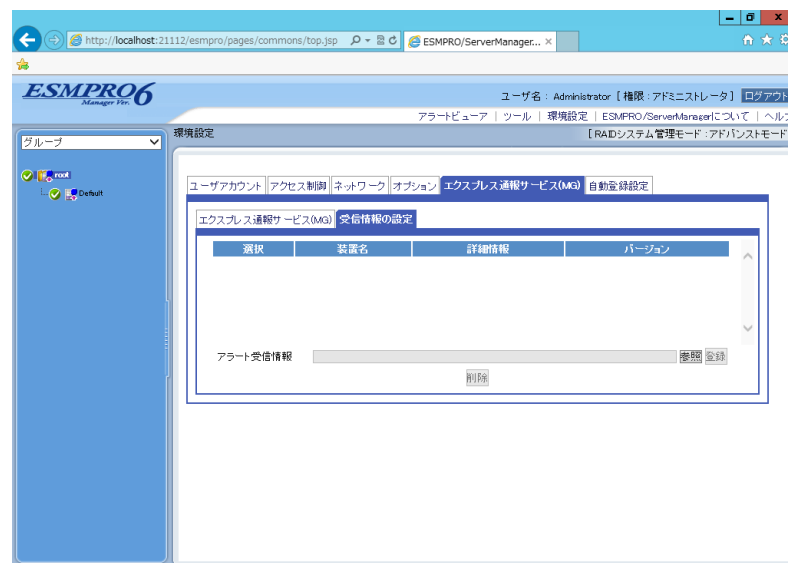 http://localhost:21112/esmpro/pages/commons/top.jsp
ESMPRO/ServerManager... ×
ESMPRO6
Manager Ver.
ユーザ名 : Administrator [ 権限 : アドミニストレータ ] ログアウト
アラートビューア | ツール | 環境設定 | ESMPRO/ServerManagerについて | ヘル
グループ
環境設定
[ RAIDシステム管理モード : アドバンストモード
root
Default
ユーザアカウント アクセス制御 ネットワーク オプション エクスプレス通報サービス(MG) 自動登録設定
エクスプレス通報サービス(MG) 受信情報の設定
選択 装置名 詳細情報 バージョン
アラート受信情報 参照 登録
削除